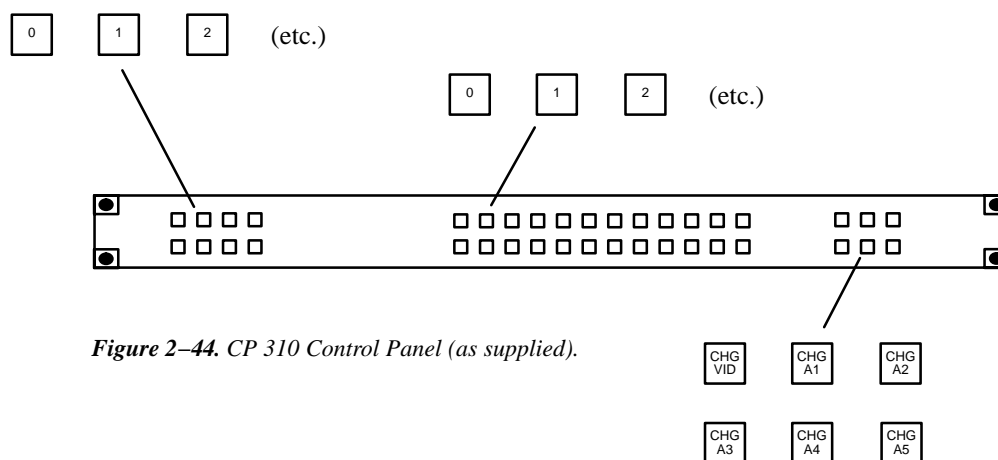 0 1 2 (etc.)
0 1 2 (etc.)
Figure 2–44. CP 310 Control Panel (as supplied).
CHG VID CHG A1 CHG A2
CHG A3 CHG A4 CHG A5